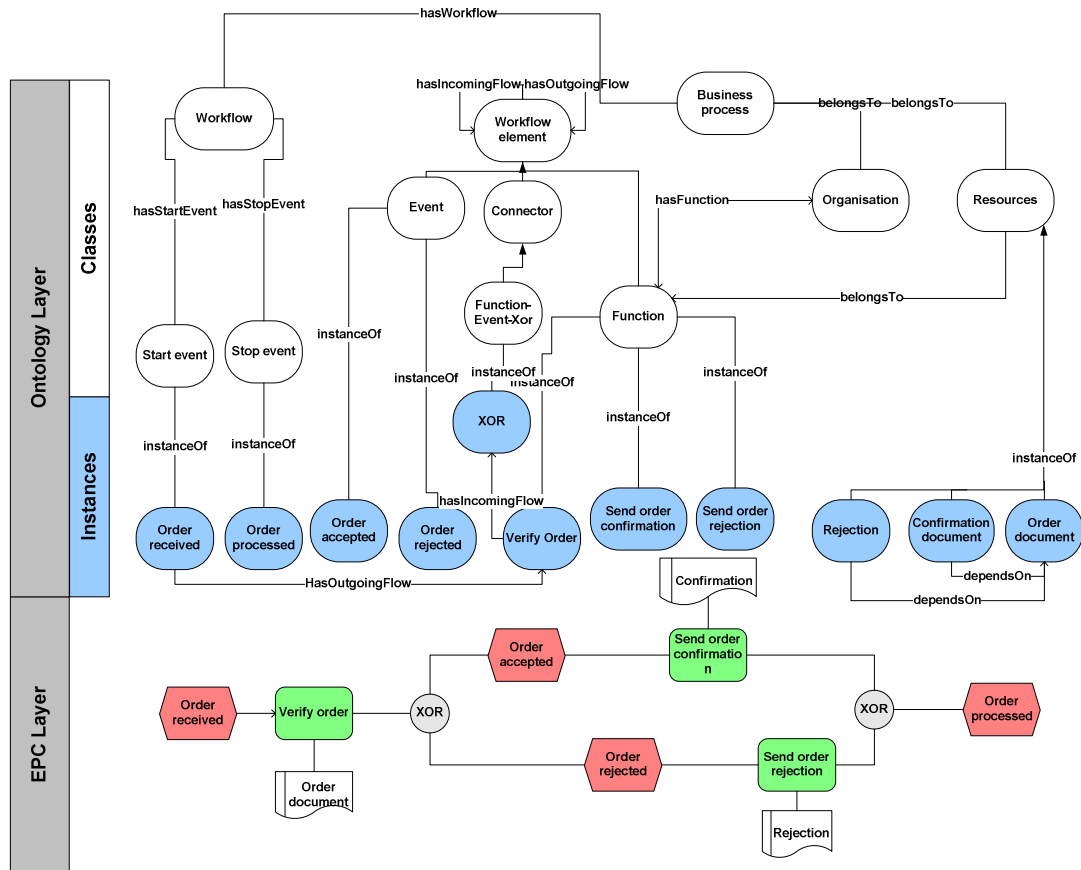 hasWorkflow
hasIncomingFlow
hasOutgoingFlow
Business
process
belongsTo
belongsTo
Workflow
Workflow
element
Ontology Layer
Classes
hasStartEvent
hasStopEvent
Event
Connector
hasFunction
Organisation
Resources
Function-
Event-Xor
belongsTo
Function
instanceOf
Start event
Stop event
instanceOf
instanceOf
instanceOf
instanceOf
XOR
instanceOf
instanceOf
instanceOf
instanceOf
Instances
hasIncomingFlow
Order
received
Order
processed
Order
accepted
Order
rejected
Verify Order
Send order
confirmation
Send order
rejection
Rejection
Confirmation
document
Order
document
HasOutgoingFlow
dependsOn
dependsOn
EPC Layer
Confirmation
Order
accepted
Send order
confirmatio
n
Order
received
Verify order
XOR
XOR
Order
processed
Order
rejected
Send order
rejection
Order
document
Rejection